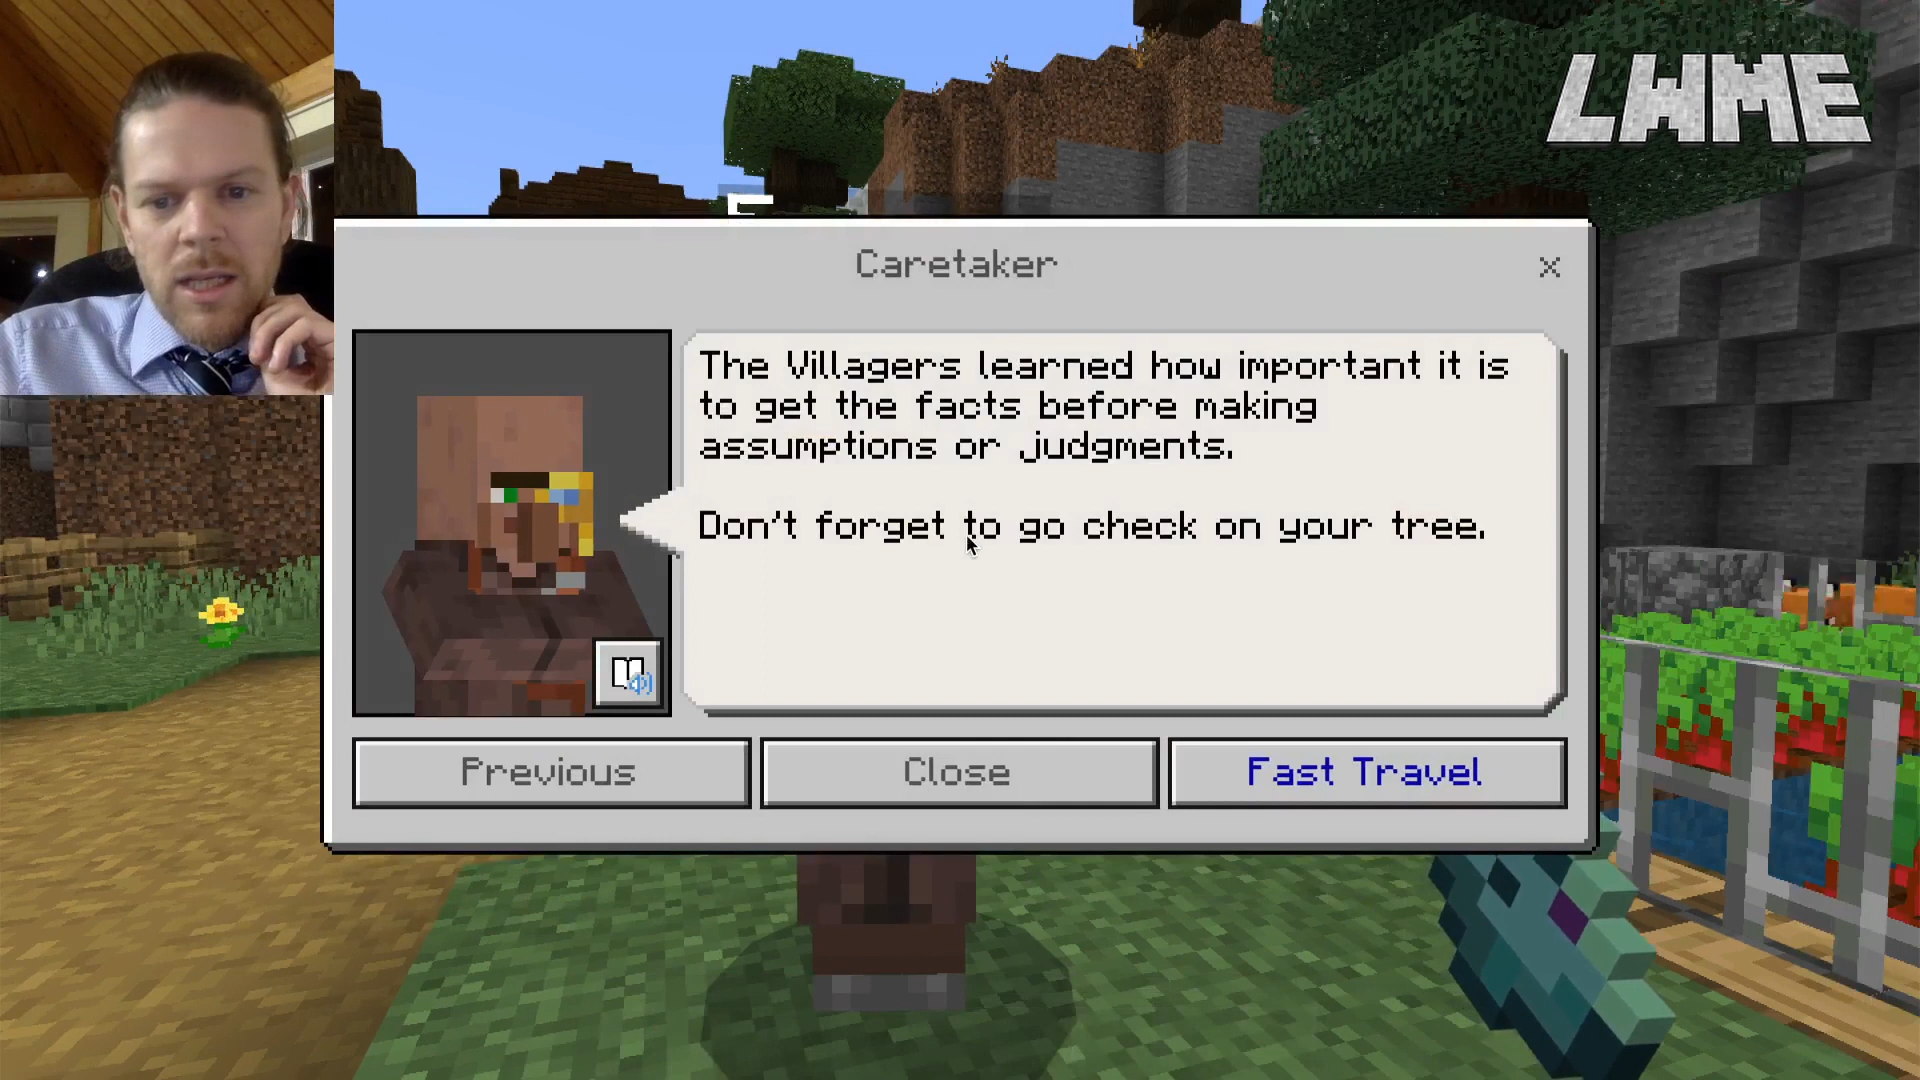 LWME
Caretaker
The Villagers learned how important it is
to get the facts before making
assumptions or judgments.
Don't forget to go check on your tree.
Previous
Close
Fast Travel